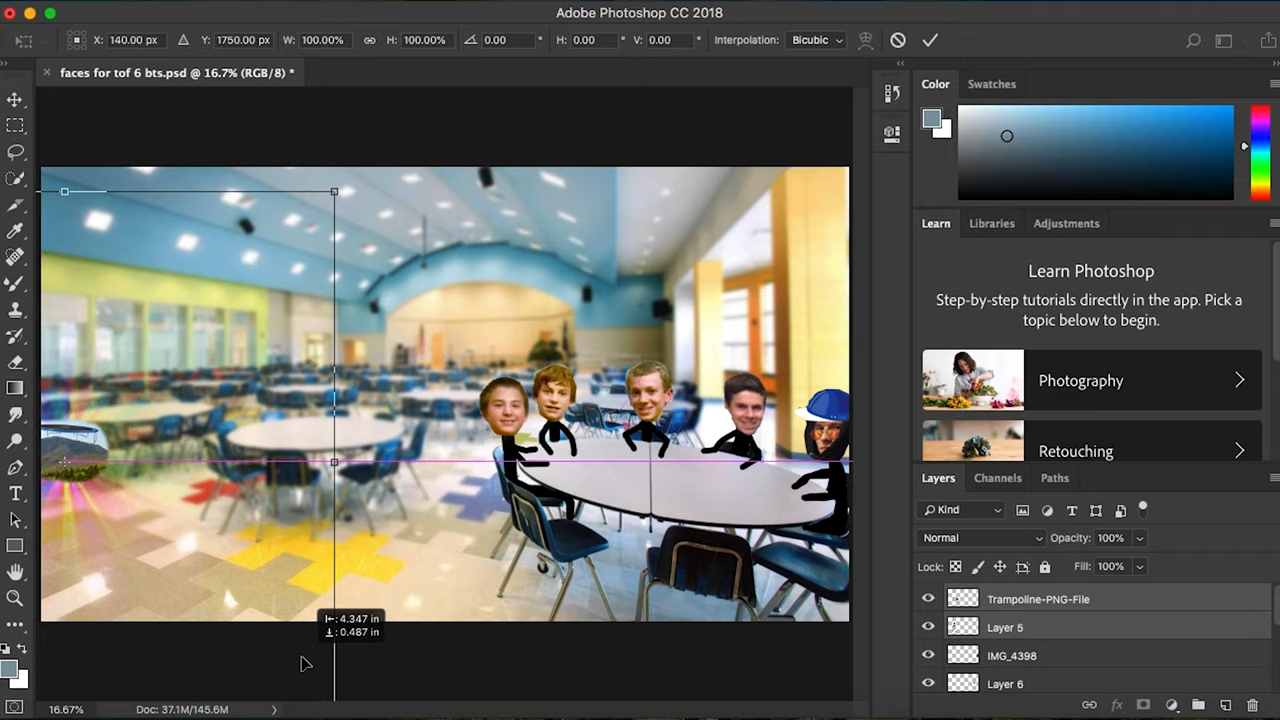 Adobe Photoshop CC 2018
X: 140.00 px Y: 1750.00 px W: 100.00% H: 100.00% 0.00 ° H: 0.00 ° V: 0.00 ° Interpolation: Bicubic
faces for tof 6 bts.psd @ 16.7% (RGB/8) *
Color Swatches
Learn Libraries Adjustments
Learn Photoshop
Step-by-step tutorials directly in the app. Pick a
topic below to begin.
Photography
Retouching
Layers Channels Paths
Kind
Normal Opacity: 100%
Lock: Fill: 100%
Trampoline-PNG-File
Layer 5
IMG_4398
Layer 6
4.347 in
0.487 in
16.67% Doc: 37.1M/145.6M